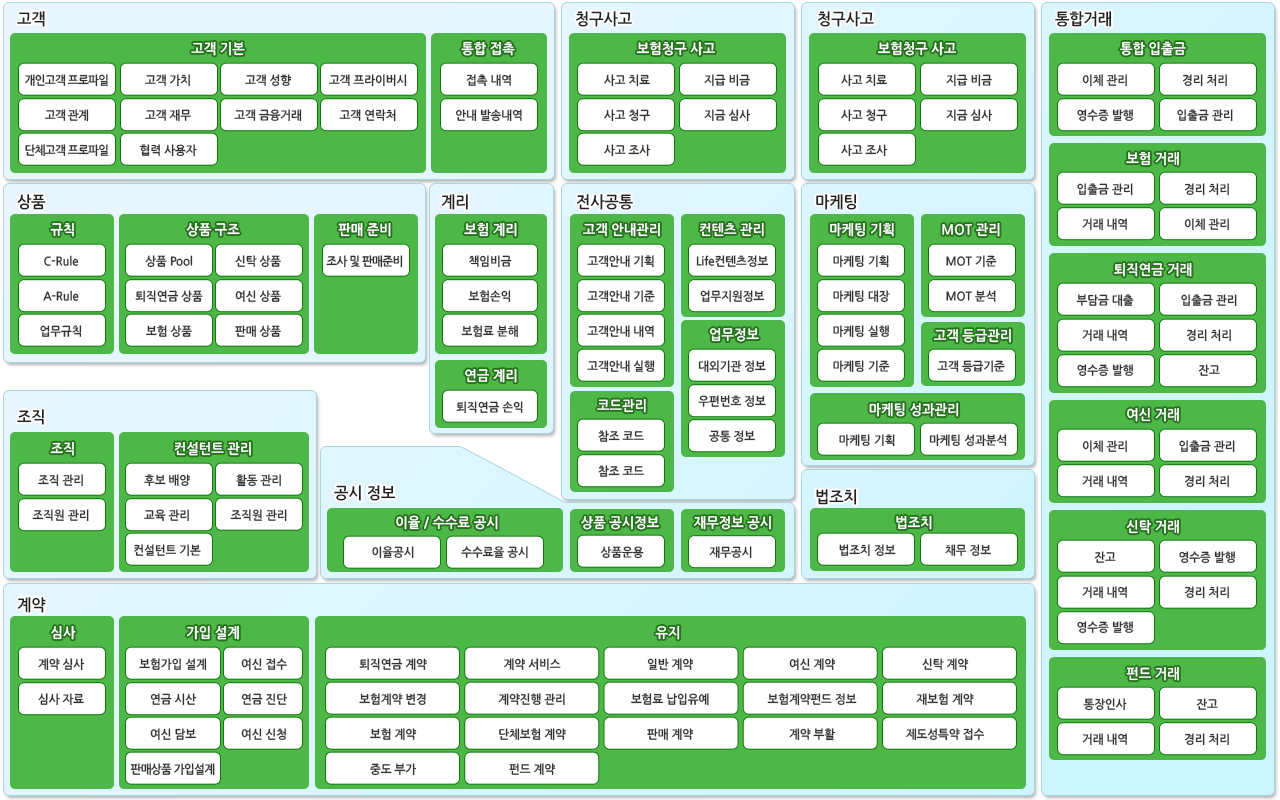 고객
고객 기본
개인고객 프로파일
고객 가치
고객 성향
고객 프라이버시
고객 관계
고객 재무
고객 금융거래
고객 연락처
단체고객 프로파일
협력 사용자
통합 접촉
접촉 내역
안내 발송내역
청구사고
보험청구 사고
사고 치료
지급 비금
사고 청구
지금 심사
사고 조사
청구사고
보험청구 사고
사고 치료
지급 비금
사고 청구
지금 심사
사고 조사
통합거래
통합 입출금
이체 관리
경리 처리
영수증 발행
입출금 관리
보험 거래
입출금 관리
경리 처리
거래 내역
이체 관리
퇴직연금 거래
부담금 대출
입출금 관리
거래 내역
경리 처리
영수증 발행
잔고
여신 거래
이체 관리
입출금 관리
거래 내역
경리 처리
신탁 거래
잔고
영수증 발행
거래 내역
경리 처리
영수증 발행
펀드 거래
통장인사
잔고
거래 내역
경리 처리
상품
규칙
C-Rule
A-Rule
업무규칙
상품 구조
상품 Pool
신탁 상품
퇴직연금 상품
여신 상품
보험 상품
판매 상품
판매 준비
조사 및 판매준비
계리
보험 계리
책임비금
보험손익
보험료 분해
연금 계리
퇴직연금 손익
전사공통
고객 안내관리
고객안내 기획
고객안내 기준
고객안내 내역
고객안내 실행
코드관리
참조 코드
참조 코드
컨텐츠 관리
Life컨텐츠정보
업무지원정보
업무정보
대외기관 정보
우편번호 정보
공통 정보
마케팅
마케팅 기획
마케팅 기획
마케팅 대장
마케팅 실행
마케팅 기준
MOT 관리
MOT 기준
MOT 분석
고객 등급관리
고객 등급기준
마케팅 성과관리
마케팅 기획
마케팅 성과분석
조직
조직
조직 관리
조직원 관리
컨설턴트 관리
후보 배양
활동 관리
교육 관리
조직원 관리
컨설턴트 기본
공시 정보
이율 / 수수료 공시
이율공시
수수료율 공시
상품 공시정보
상품운용
재무정보 공시
재무공시
법조치
법조치
법조치 정보
채무 정보
계약
심사
계약 심사
심사 자료
가입 설계
보험가입 설계
여신 접수
연금 시산
연금 진단
여신 담보
여신 신청
판매상품 가입설계
유지
퇴직연금 계약
계약 서비스
일반 계약
여신 계약
신탁 계약
보험계약 변경
계약진행 관리
보험료 납입유예
보험계약펀드 정보
재보험 계약
보험 계약
단체보험 계약
판매 계약
계약 부활
제도성특약 접수
중도 부가
펀드 계약